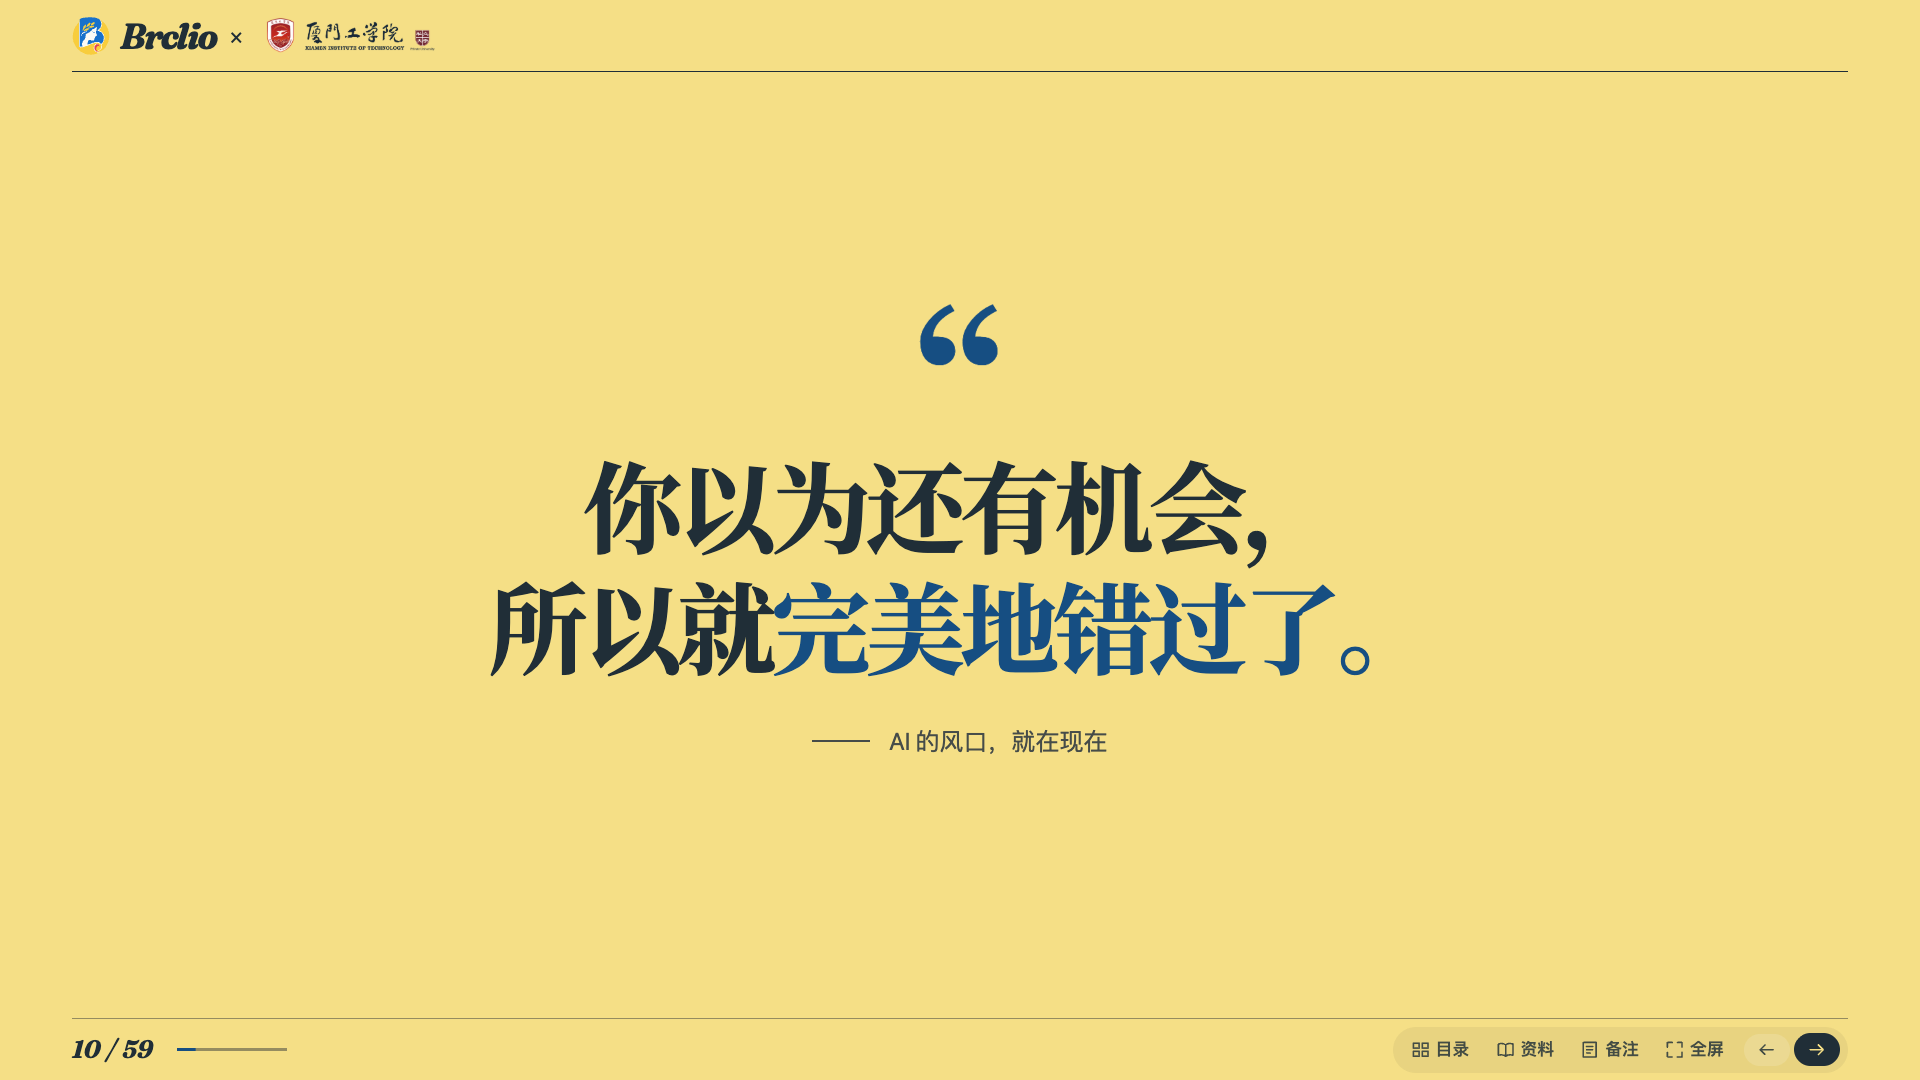 Brclio ×
厦門工学院
XIAMEN INSTITUTE OF TECHNOLOGY
“
你以为还有机会，
所以就完美地错过了。
—— AI 的风口，就在现在
10 / 59
目录
资料
备注
全屏
← →